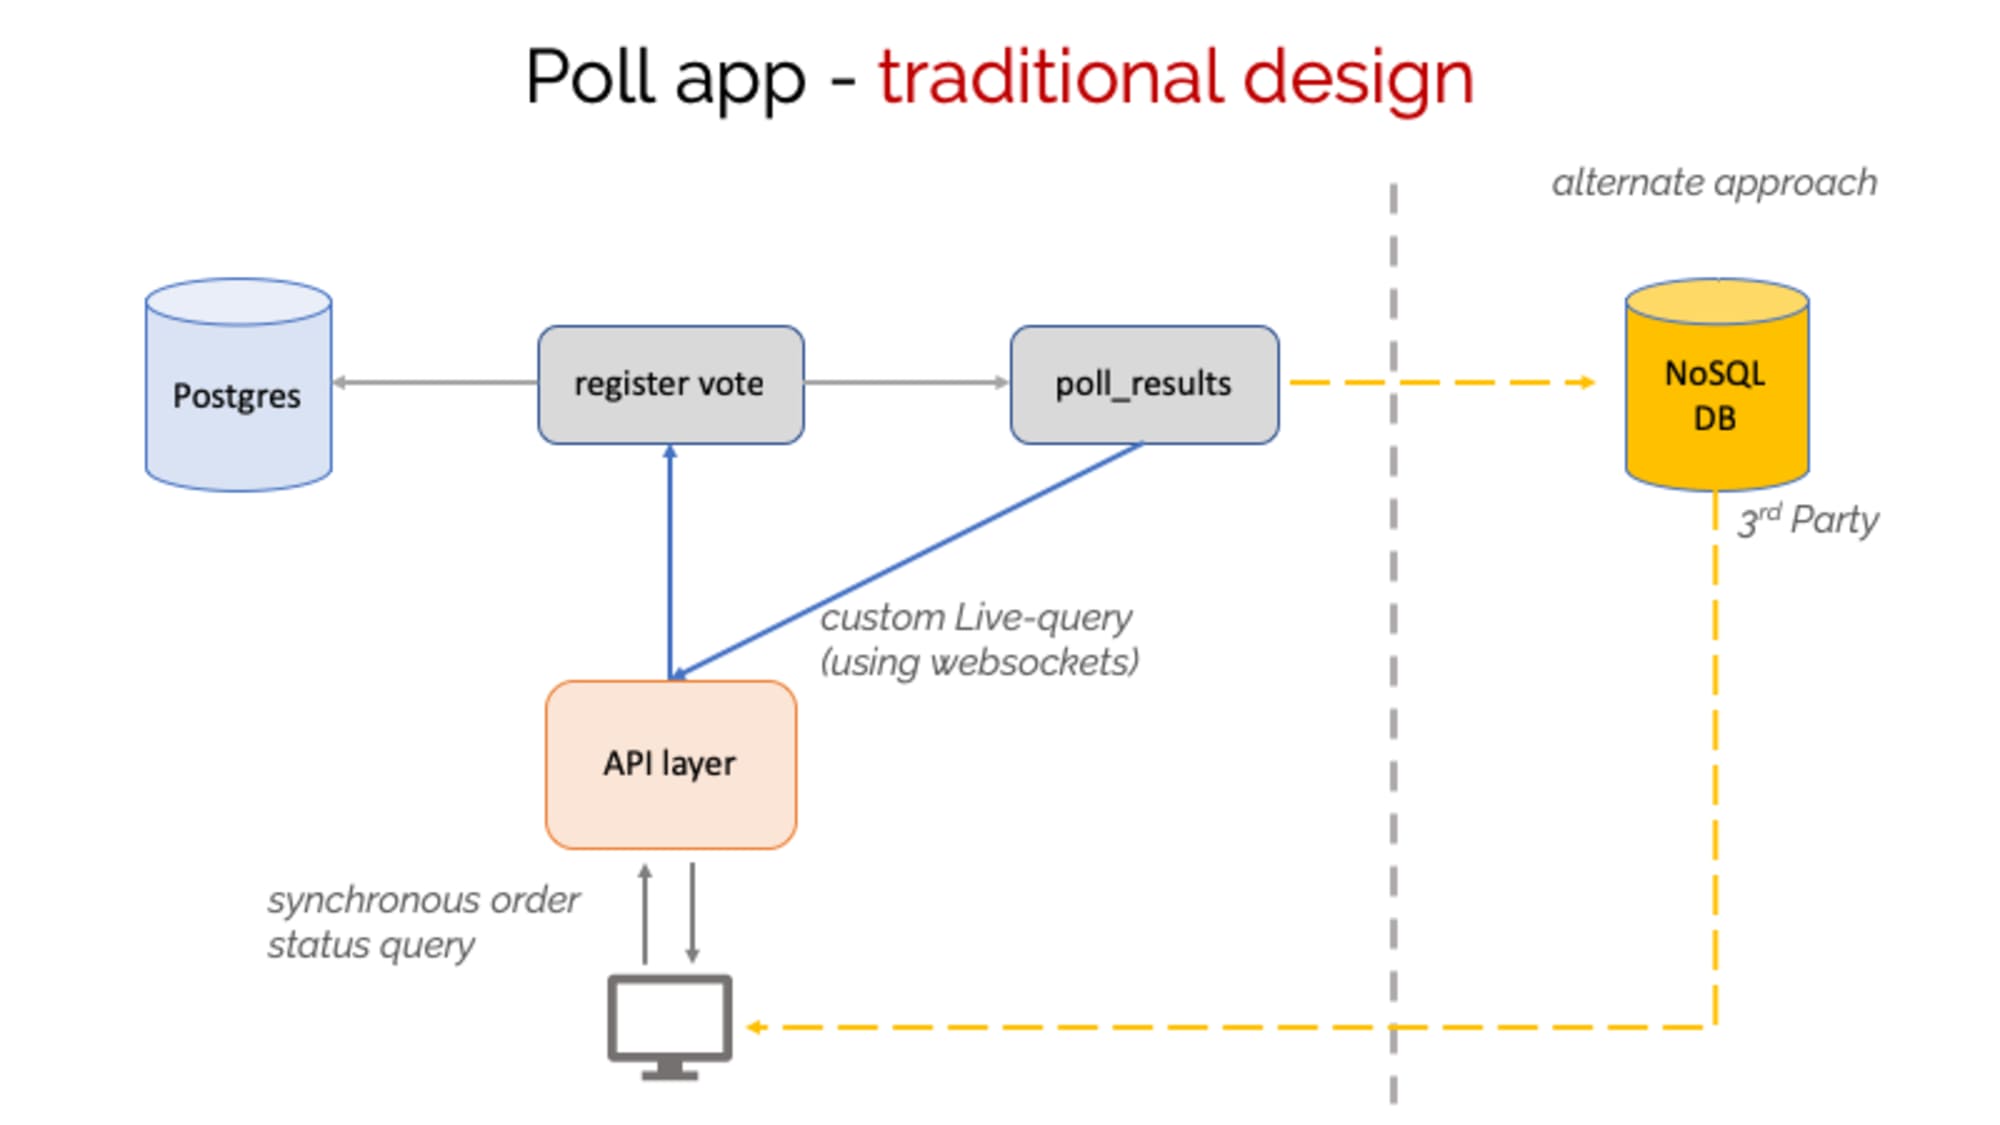 Poll app - traditional design
alternate approach
Postgres
register vote
poll_results
NoSQL
DB
3rd Party
custom Live-query
(using websockets)
API layer
synchronous order
status query